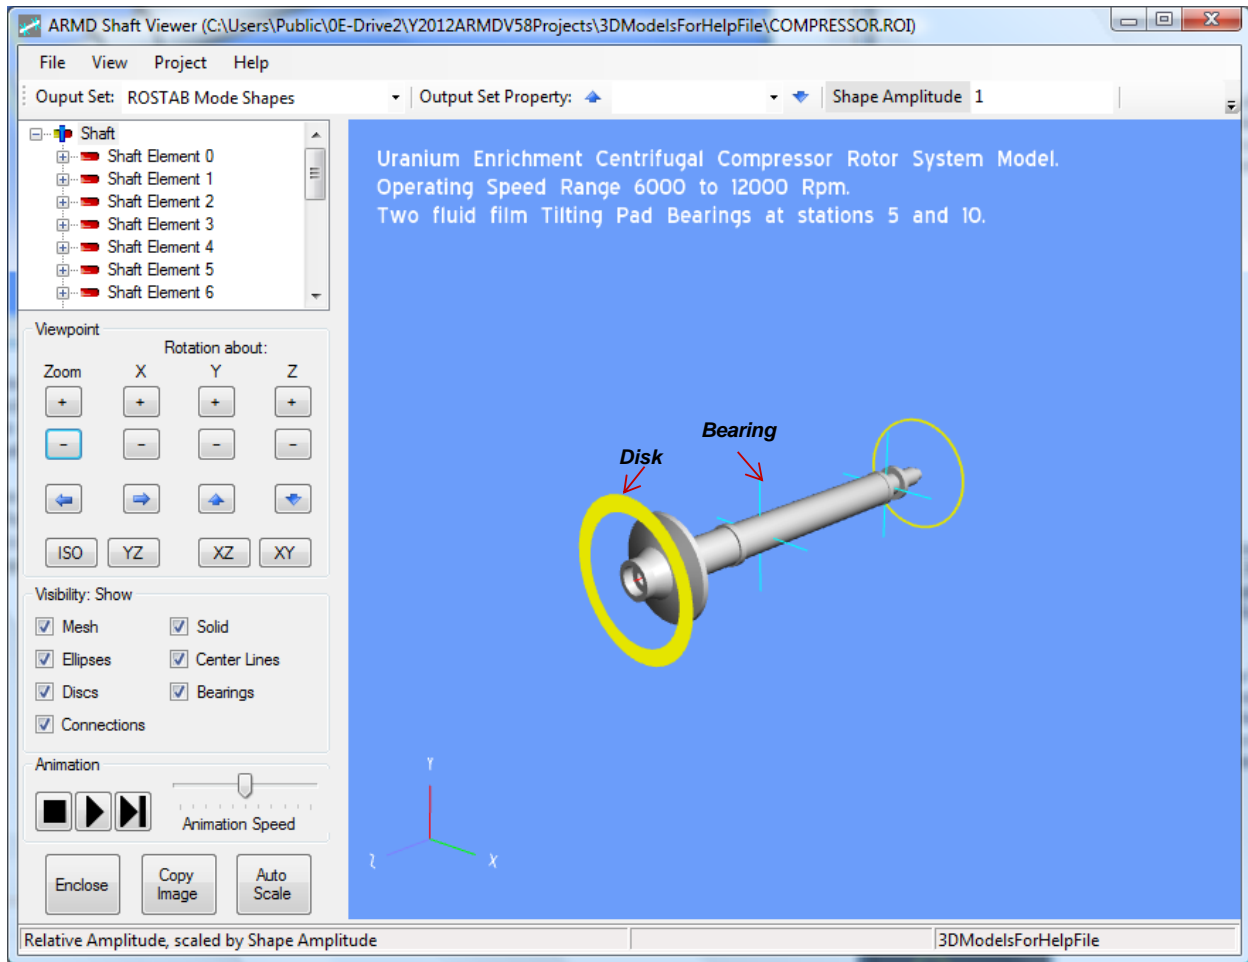 ARMD Shaft Viewer (C:\Users\Public\0E-Drive2\Y2012ARMDV58Projects\3DModelsForHelpFile\COMPRESSOR.ROI)
File View Project Help
Ouput Set: ROSTAB Mode Shapes Output Set Property: Shape Amplitude 1
Shaft
Shaft Element 0
Shaft Element 1
Shaft Element 2
Shaft Element 3
Shaft Element 4
Shaft Element 5
Shaft Element 6
Uranium Enrichment Centrifugal Compressor Rotor System Model.
Operating Speed Range 6000 to 12000 Rpm.
Two fluid film Tilting Pad Bearings at stations 5 and 10.
Bearing
Disk
Y
Z
X
Viewpoint
Rotation about:
Zoom X Y Z
+ + + +
- - - -
ISO YZ XZ XY
Visibility: Show
Mesh Solid
Ellipses Center Lines
Discs Bearings
Connections
Animation
Animation Speed
Enclose Copy Image Auto Scale
Relative Amplitude, scaled by Shape Amplitude 3DModelsForHelpFile